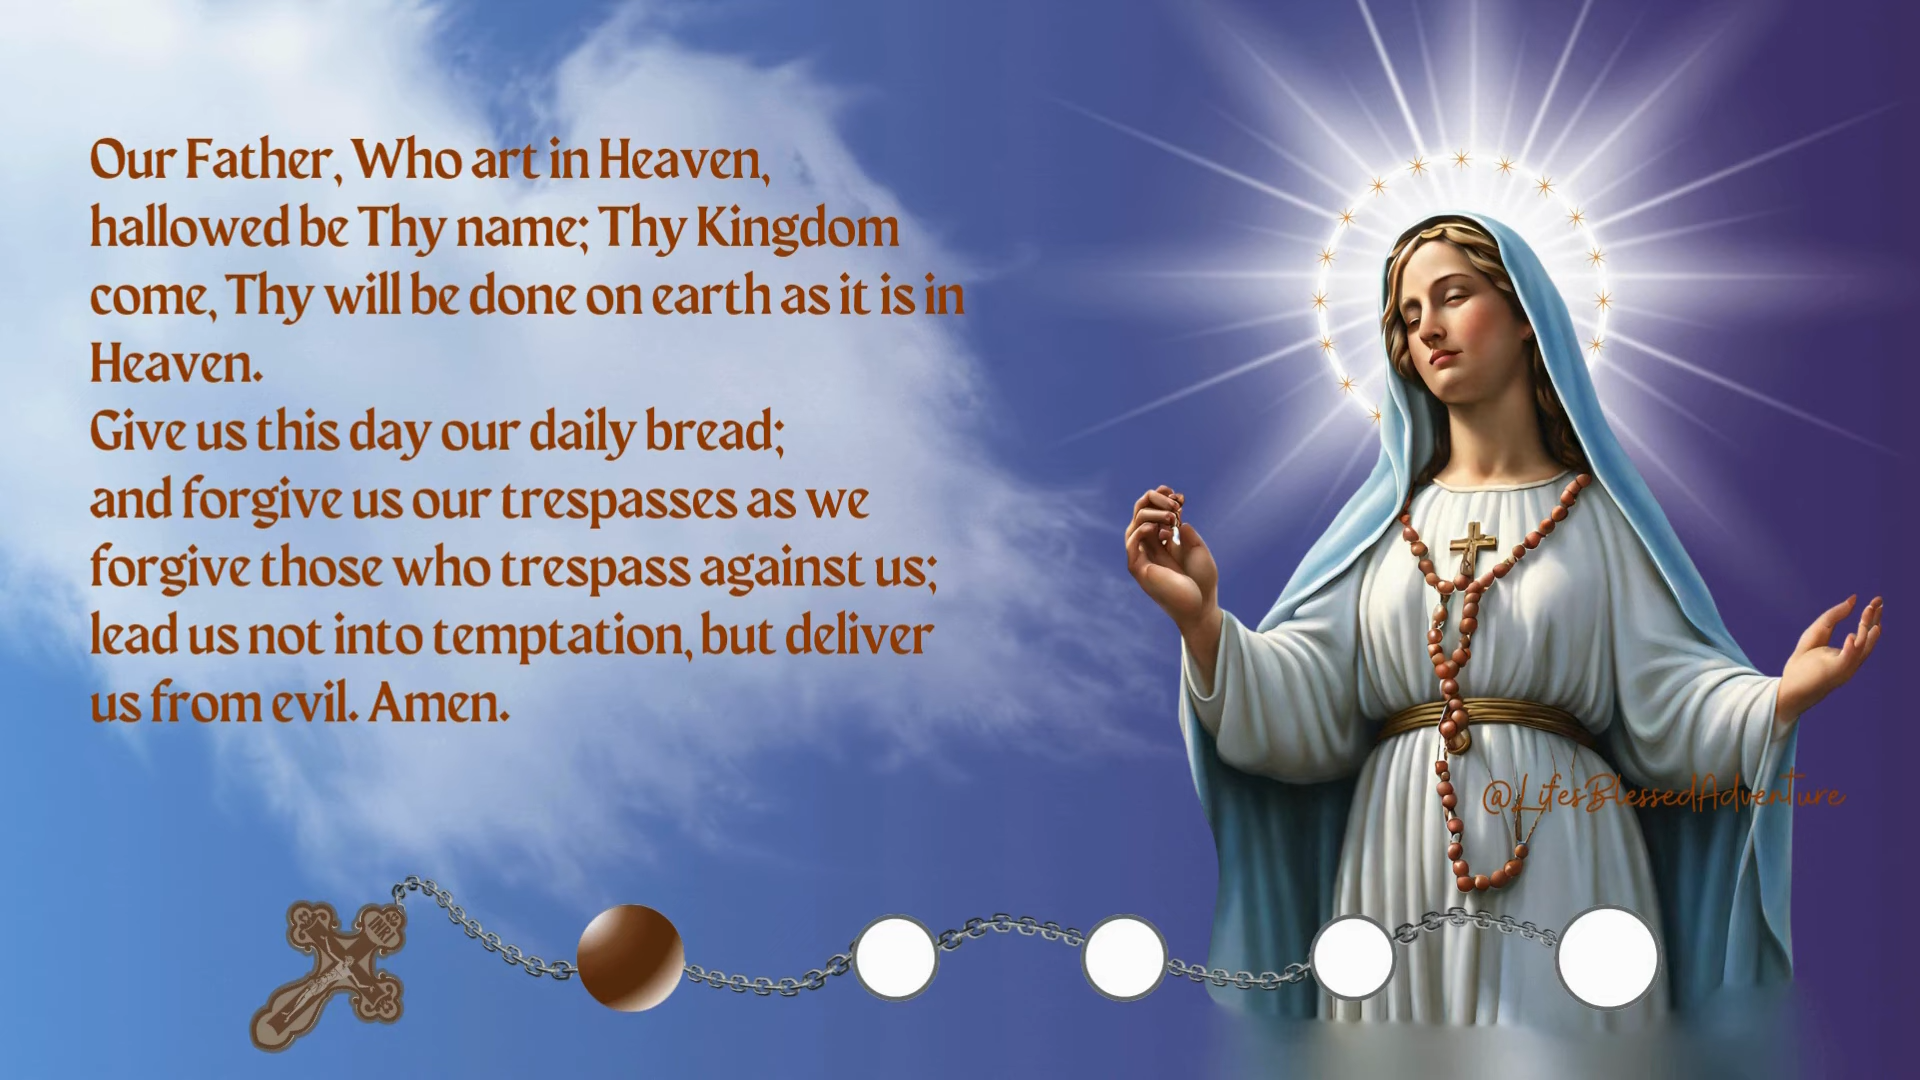 Our Father, Who art in Heaven,
hallowed be Thy name; Thy Kingdom
come, Thy will be done on earth as it is in
Heaven.
Give us this day our daily bread;
and forgive us our trespasses as we
forgive those who trespass against us;
lead us not into temptation, but deliver
us from evil. Amen.
@LifesBlessedAdventure
INRI